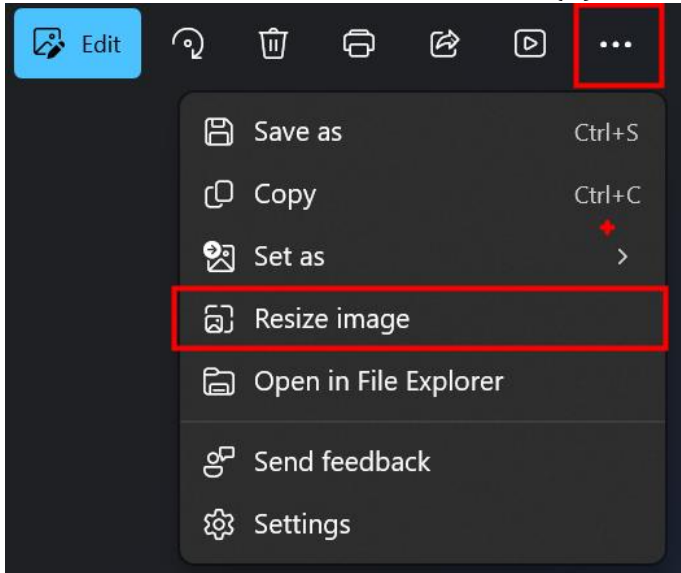 Edit
Save as Ctrl+S
Copy Ctrl+C
Set as
Resize image
Open in File Explorer
Send feedback
Settings